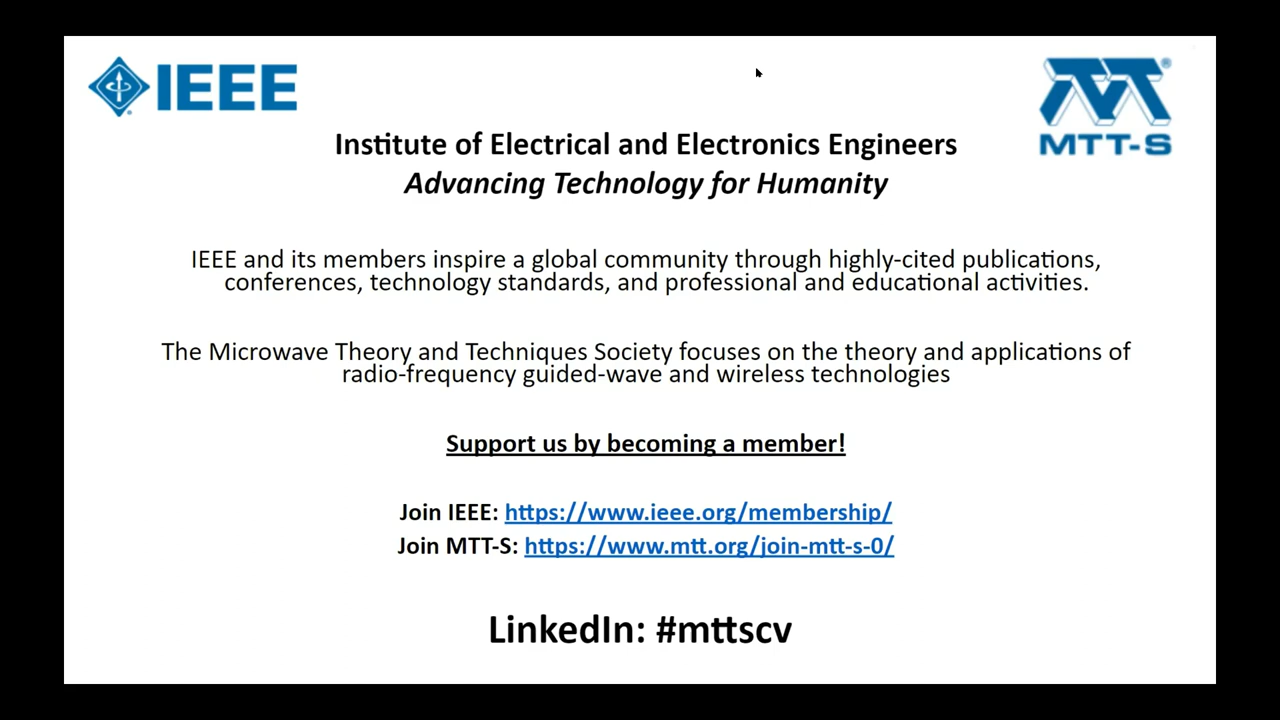 IEEE
MTT-S
Institute of Electrical and Electronics Engineers
Advancing Technology for Humanity
IEEE and its members inspire a global community through highly-cited publications,
conferences, technology standards, and professional and educational activities.
The Microwave Theory and Techniques Society focuses on the theory and applications of
radio-frequency guided-wave and wireless technologies
Support us by becoming a member!
Join IEEE: https://www.ieee.org/membership/
Join MTT-S: https://www.mtt.org/join-mtt-s-0/
LinkedIn: #mttscv